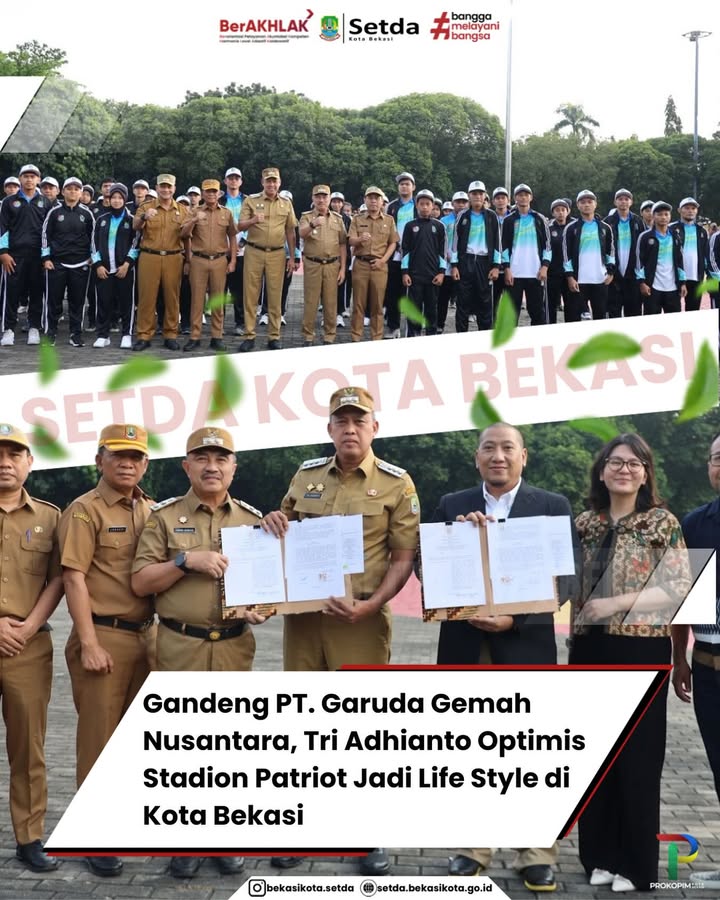 BerAKHLAK
Setda
Kota Bekasi
#bangga
melayani
bangsa
SETDA KOTA BEKASI
Gandeng PT. Garuda Gemah
Nusantara, Tri Adhianto Optimis
Stadion Patriot Jadi Life Style di
Kota Bekasi
PROKOPIM
bekasikota.setda
setda.bekasikota.go.id